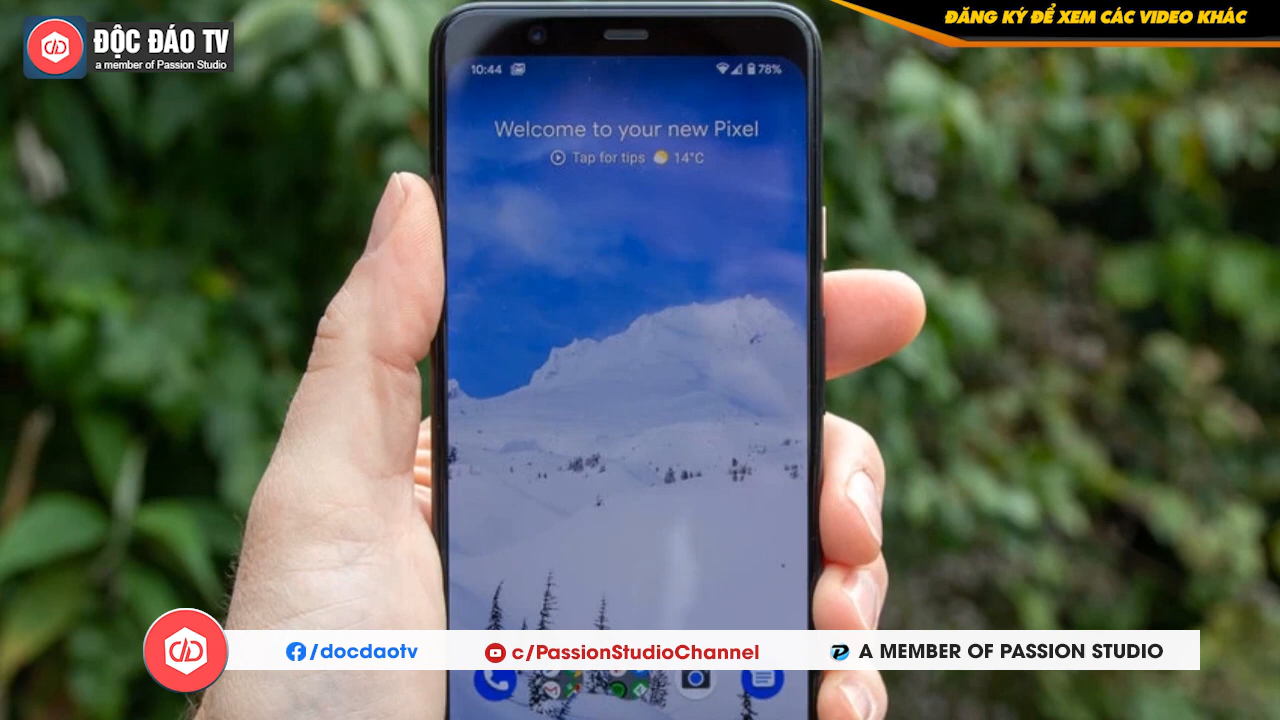 ĐỘC ĐÁO TV
a member of Passion Studio
ĐĂNG KÝ ĐỂ XEM CÁC VIDEO KHÁC
10:44
78%
Welcome to your new Pixel
Tap for tips 14°C
/docdaotv
c/PassionStudioChannel
A MEMBER OF PASSION STUDIO